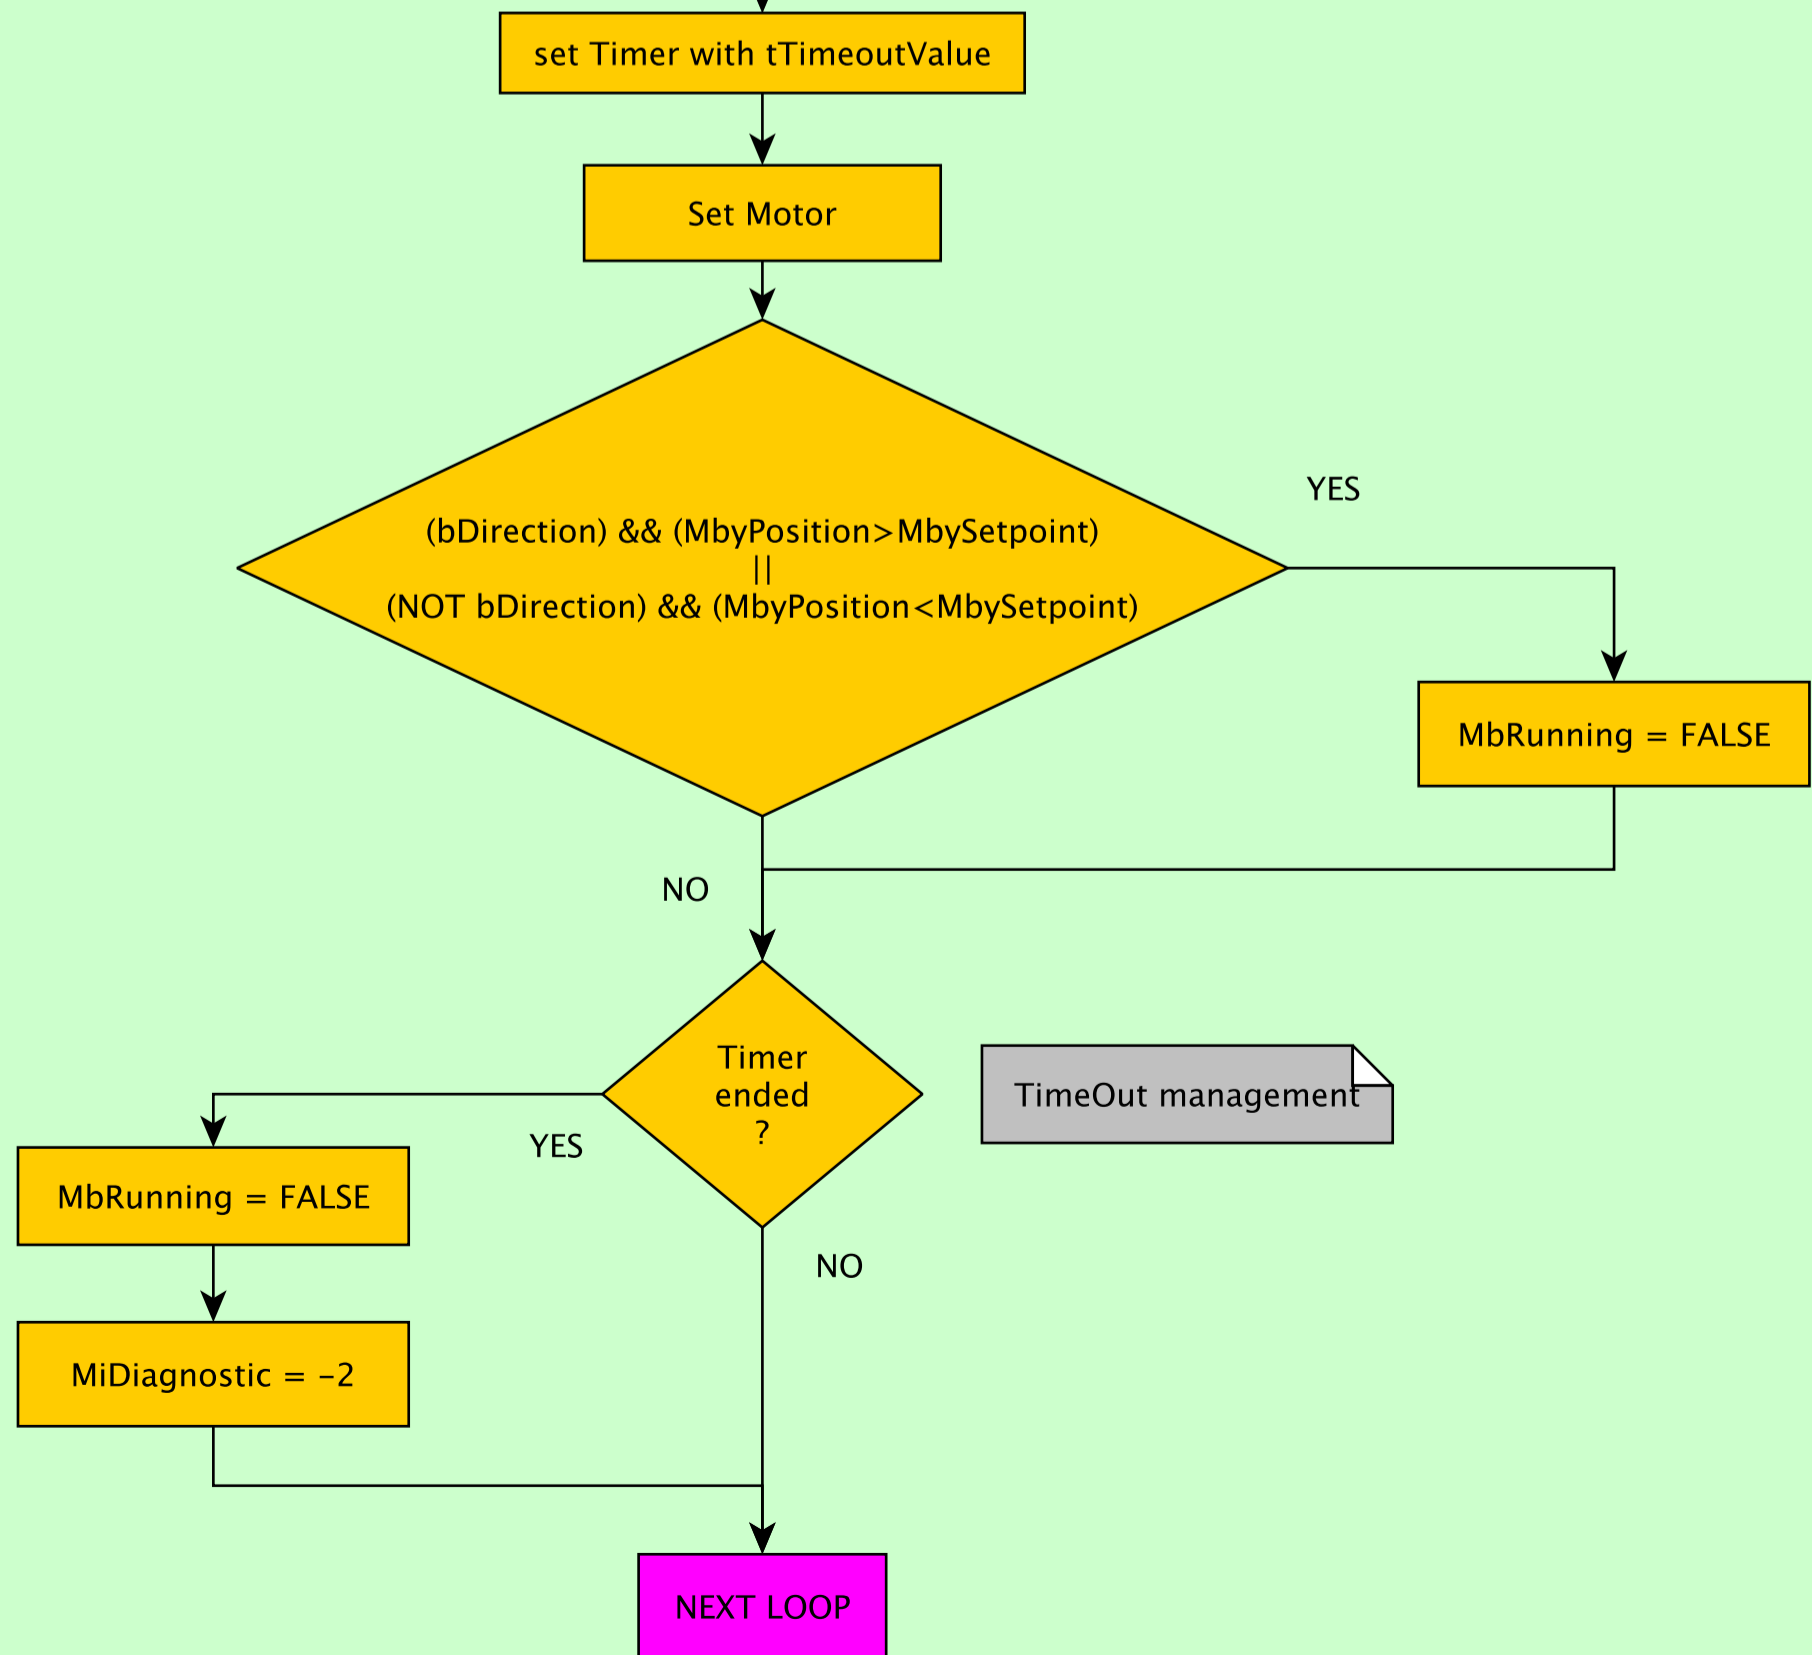 set Timer with tTimeoutValue
Set Motor
(bDirection) && (MbyPosition>MbySetpoint)
||
(NOT bDirection) && (MbyPosition<MbySetpoint)
YES
MbRunning = FALSE
NO
Timer
ended
?
TimeOut management
YES
MbRunning = FALSE
NO
MiDiagnostic = -2
NEXT LOOP